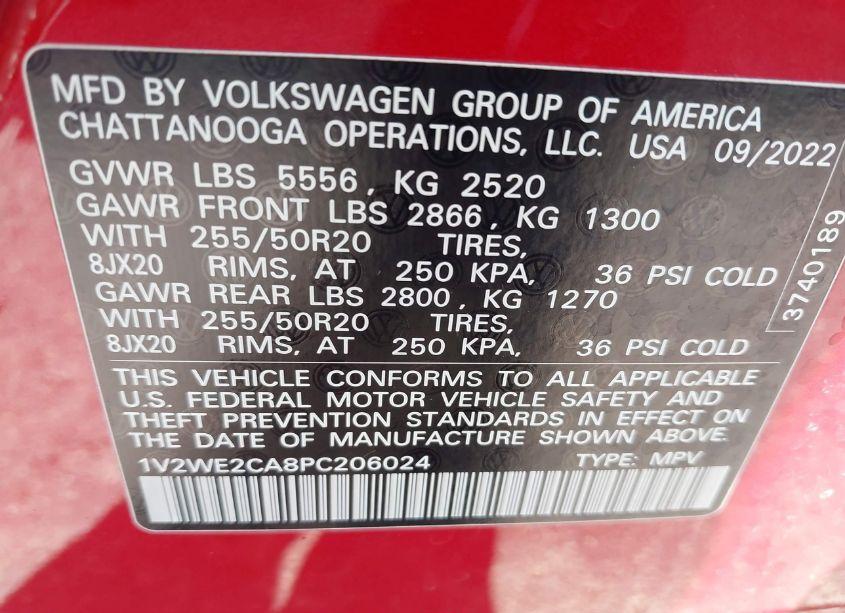 MFD BY VOLKSWAGEN GROUP OF AMERICA
CHATTANOOGA OPERATIONS, LLC. USA 09/2022
GVWR LBS 5556, KG 2520
GAWR FRONT LBS 2866, KG 1300
WITH 255/50R20 TIRES,
8JX20 RIMS, AT 250 KPA, 36 PSI COLD
GAWR REAR LBS 2800, KG 1270
WITH 255/50R20 TIRES,
8JX20 RIMS, AT 250 KPA, 36 PSI COLD
3740189
THIS VEHICLE CONFORMS TO ALL APPLICABLE
U.S. FEDERAL MOTOR VEHICLE SAFETY AND
THEFT PREVENTION STANDARDS IN EFFECT ON
THE DATE OF MANUFACTURE SHOWN ABOVE.
1V2WE2CA8PC206024 TYPE: MPV